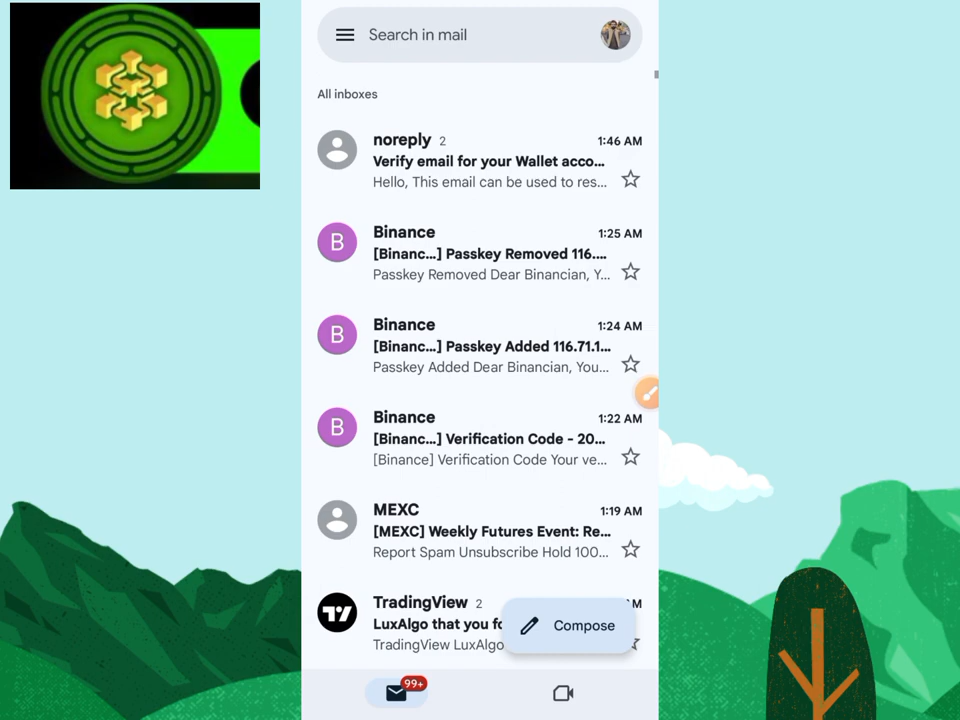 Search in mail
All inboxes
noreply 2 1:46 AM
Verify email for your Wallet acco...
Hello, This email can be used to res...
B Binance 1:25 AM
[Binanc...] Passkey Removed 116....
Passkey Removed Dear Binancian, Y...
B Binance 1:24 AM
[Binanc...] Passkey Added 116.71.1...
Passkey Added Dear Binancian, You...
B Binance 1:22 AM
[Binanc...] Verification Code - 20...
[Binance] Verification Code Your ve...
MEXC 1:19 AM
[MEXC] Weekly Futures Event: Re...
Report Spam Unsubscribe Hold 100...
TradingView 2
LuxAlgo that you fo
TradingView LuxAlgo
Compose
99+